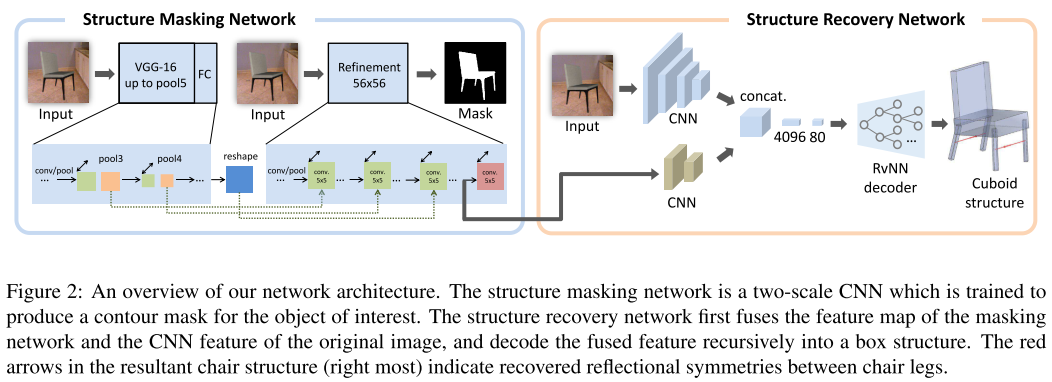 Structure Masking Network
Structure Recovery Network
VGG-16
up to pool5
FC
Input
Input
Refinement
56x56
Mask
conv/pool
...
pool3
pool4
...
reshape
conv/pool
...
conv.
5x5
...
conv.
5x5
...
conv.
5x5
...
conv.
5x5
Input
CNN
CNN
concat.
4096 80
...
RvNN
decoder
Cuboid
structure
Figure 2: An overview of our network architecture. The structure masking network is a two-scale CNN which is trained to
produce a contour mask for the object of interest. The structure recovery network first fuses the feature map of the masking
network and the CNN feature of the original image, and decode the fused feature recursively into a box structure. The red
arrows in the resultant chair structure (right most) indicate recovered reflectional symmetries between chair legs.